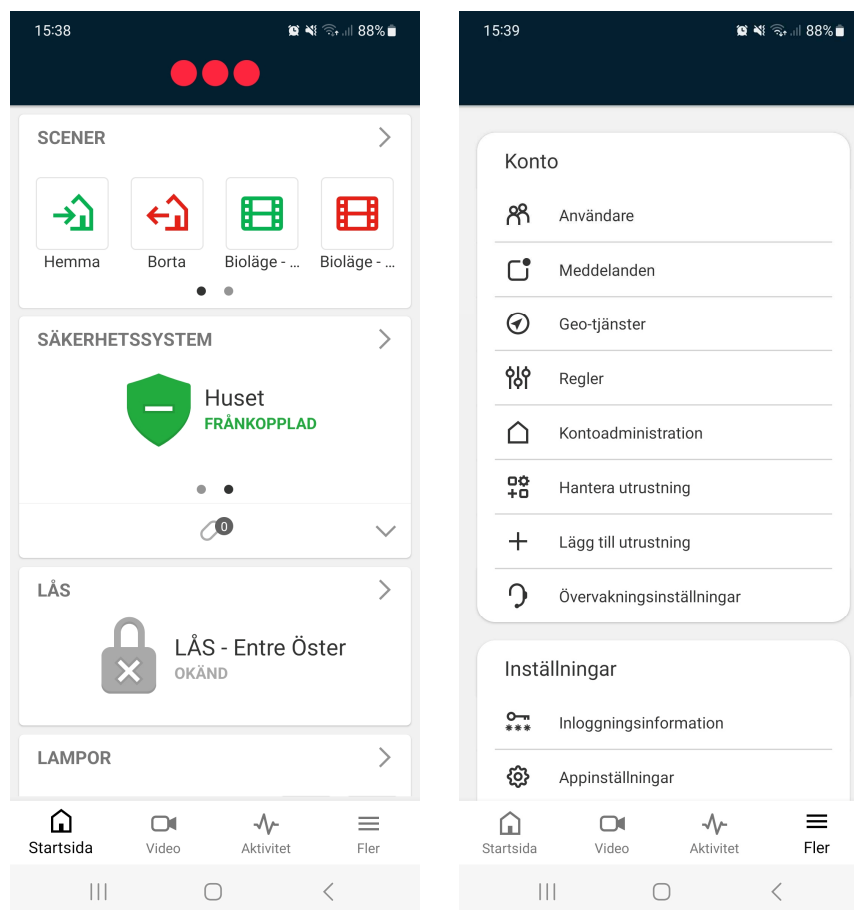 15:38
88%
SCENER
Hemma
Borta
Bioläge - ...
Bioläge - ...
SÄKERHETSSYSTEM
Huset
FRÅNKOPPLAD
0
LÅS
LÅS - Entre Öster
OKÄND
LAMPOR
Startsida
Video
Aktivitet
Fler
15:39
88%
Konto
Användare
Meddelanden
Geo-tjänster
Regler
Kontoadministration
Hantera utrustning
Lägg till utrustning
Övervakningsinställningar
Inställningar
Inloggningsinformation
Appinställningar
Startsida
Video
Aktivitet
Fler